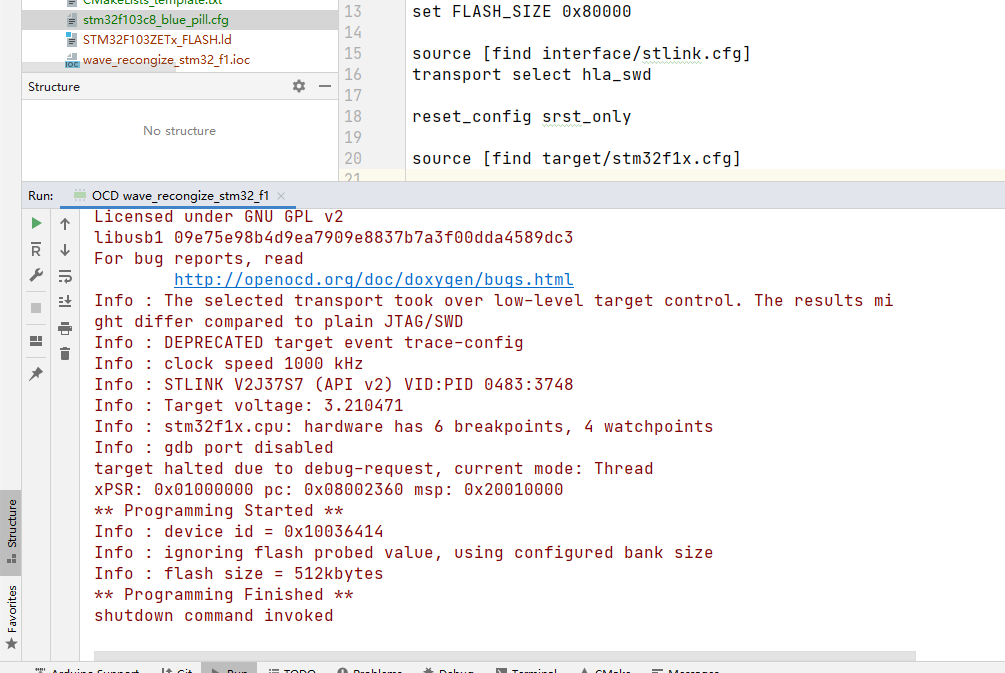 CMakeLists_template.txt
stm32f103c8_blue_pill.cfg
STM32F103ZETx_FLASH.ld
wave_recongize_stm32_f1.ioc
Structure
No structure
13 set FLASH_SIZE 0x80000
14
15 source [find interface/stlink.cfg]
16 transport select hla_swd
17
18 reset_config srst_only
19
20 source [find target/stm32f1x.cfg]
21
Run: OCD wave_recongize_stm32_f1
Licensed under GNU GPL v2
libusb1 09e75e98b4d9ea7909e8837b7a3f00dda4589dc3
For bug reports, read
http://openocd.org/doc/doxygen/bugs.html
Info : The selected transport took over low-level target control. The results mi
ght differ compared to plain JTAG/SWD
Info : DEPRECATED target event trace-config
Info : clock speed 1000 kHz
Info : STLINK V2J37S7 (API v2) VID:PID 0483:3748
Info : Target voltage: 3.210471
Info : stm32f1x.cpu: hardware has 6 breakpoints, 4 watchpoints
Info : gdb port disabled
target halted due to debug-request, current mode: Thread
xPSR: 0x01000000 pc: 0x08002360 msp: 0x20010000
** Programming Started **
Info : device id = 0x10036414
Info : ignoring flash probed value, using configured bank size
Info : flash size = 512kbytes
** Programming Finished **
shutdown command invoked
Structure
Favorites
Arduino Support Git Run TODO Problems Debug Terminal CMake Messages